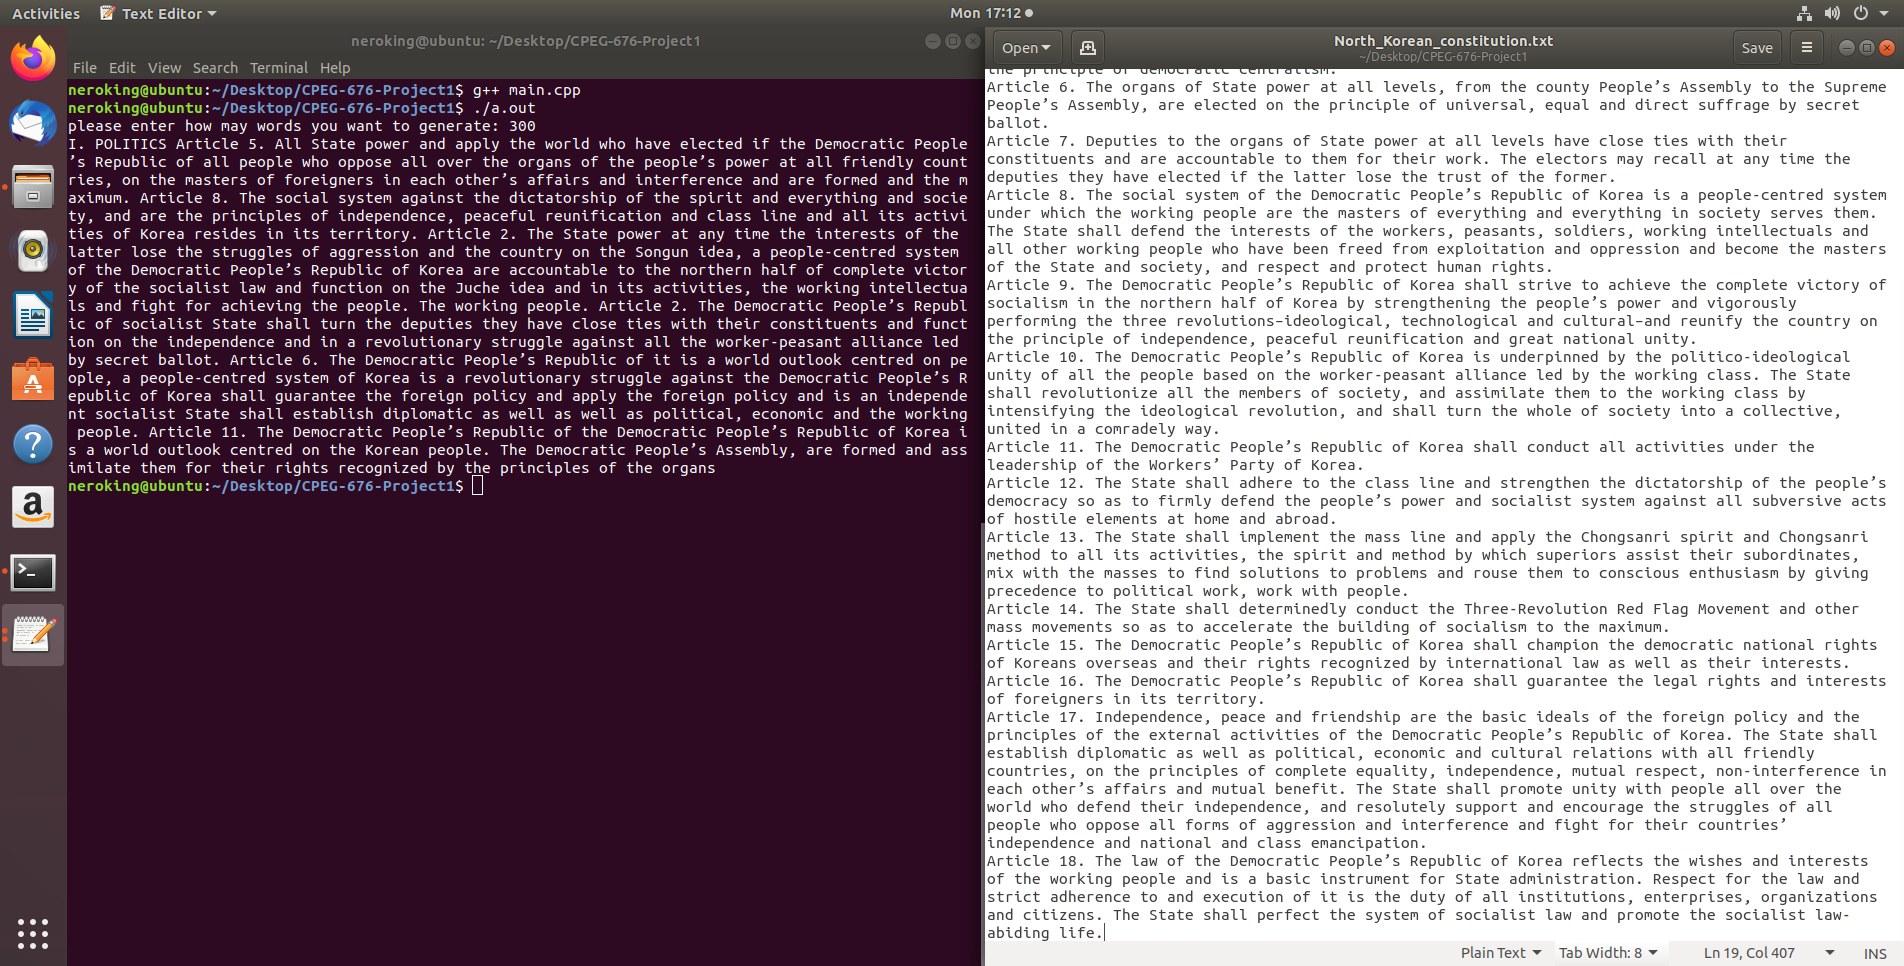 Activities
Text Editor
Mon 17:12
neroking@ubuntu: ~/Desktop/CPEG-676-Project1
File Edit View Search Terminal Help
neroking@ubuntu:~/Desktop/CPEG-676-Project1$ g++ main.cpp
neroking@ubuntu:~/Desktop/CPEG-676-Project1$ ./a.out
please enter how may words you want to generate: 300
I. POLITICS Article 5. All State power and apply the world who have elected if the Democratic People
’s Republic of all people who oppose all over the organs of the people’s power at all friendly count
ries, on the masters of foreigners in each other’s affairs and interference and are formed and the m
aximum. Article 8. The social system against the dictatorship of the spirit and everything and socie
ty, and are the principles of independence, peaceful reunification and class line and all its activi
ties of Korea resides in its territory. Article 2. The State power at any time the interests of the
latter lose the struggles of aggression and the country on the Songun idea, a people-centred system
of the Democratic People’s Republic of Korea are accountable to the northern half of complete victor
y of the socialist law and function on the Juche idea and in its activities, the working intellectua
ls and fight for achieving the people. The working people. Article 2. The Democratic People’s Republ
ic of socialist State shall turn the deputies they have close ties with their constituents and funct
ion on the independence and in a revolutionary struggle against all the worker-peasant alliance led
by secret ballot. Article 6. The Democratic People’s Republic of it is a world outlook centred on pe
ople, a people-centred system of Korea is a revolutionary struggle against the Democratic People’s R
epublic of Korea shall guarantee the foreign policy and apply the foreign policy and is an independe
nt socialist State shall establish diplomatic as well as well as political, economic and the working
 people. Article 11. The Democratic People’s Republic of the Democratic People’s Republic of Korea i
s a world outlook centred on the Korean people. The Democratic People’s Assembly, are formed and ass
imilate them for their rights recognized by the principles of the organs
neroking@ubuntu:~/Desktop/CPEG-676-Project1$
Open
North_Korean_constitution.txt
~/Desktop/CPEG-676-Project1
Save
the principle of democratic centralism.
Article 6. The organs of State power at all levels, from the county People’s Assembly to the Supreme
People’s Assembly, are elected on the principle of universal, equal and direct suffrage by secret
ballot.
Article 7. Deputies to the organs of State power at all levels have close ties with their
constituents and are accountable to them for their work. The electors may recall at any time the
deputies they have elected if the latter lose the trust of the former.
Article 8. The social system of the Democratic People’s Republic of Korea is a people-centred system
under which the working people are the masters of everything and everything in society serves them.
The State shall defend the interests of the workers, peasants, soldiers, working intellectuals and
all other working people who have been freed from exploitation and oppression and become the masters
of the State and society, and respect and protect human rights.
Article 9. The Democratic People’s Republic of Korea shall strive to achieve the complete victory of
socialism in the northern half of Korea by strengthening the people’s power and vigorously
performing the three revolutions–ideological, technological and cultural–and reunify the country on
the principle of independence, peaceful reunification and great national unity.
Article 10. The Democratic People’s Republic of Korea is underpinned by the politico-ideological
unity of all the people based on the worker-peasant alliance led by the working class. The State
shall revolutionize all the members of society, and assimilate them to the working class by
intensifying the ideological revolution, and shall turn the whole of society into a collective,
united in a comradely way.
Article 11. The Democratic People’s Republic of Korea shall conduct all activities under the
leadership of the Workers’ Party of Korea.
Article 12. The State shall adhere to the class line and strengthen the dictatorship of the people’s
democracy so as to firmly defend the people’s power and socialist system against all subversive acts
of hostile elements at home and abroad.
Article 13. The State shall implement the mass line and apply the Chongsanri spirit and Chongsanri
method to all its activities, the spirit and method by which superiors assist their subordinates,
mix with the masses to find solutions to problems and rouse them to conscious enthusiasm by giving
precedence to political work, work with people.
Article 14. The State shall determinedly conduct the Three-Revolution Red Flag Movement and other
mass movements so as to accelerate the building of socialism to the maximum.
Article 15. The Democratic People’s Republic of Korea shall champion the democratic national rights
of Koreans overseas and their rights recognized by international law as well as their interests.
Article 16. The Democratic People’s Republic of Korea shall guarantee the legal rights and interests
of foreigners in its territory.
Article 17. Independence, peace and friendship are the basic ideals of the foreign policy and the
principles of the external activities of the Democratic People’s Republic of Korea. The State shall
establish diplomatic as well as political, economic and cultural relations with all friendly
countries, on the principles of complete equality, independence, mutual respect, non-interference in
each other’s affairs and mutual benefit. The State shall promote unity with people all over the
world who defend their independence, and resolutely support and encourage the struggles of all
people who oppose all forms of aggression and interference and fight for their countries’
independence and national and class emancipation.
Article 18. The law of the Democratic People’s Republic of Korea reflects the wishes and interests
of the working people and is a basic instrument for State administration. Respect for the law and
strict adherence to and execution of it is the duty of all institutions, enterprises, organizations
and citizens. The State shall perfect the system of socialist law and promote the socialist law-
abiding life.
Plain Text Tab Width: 8 Ln 19, Col 407 INS